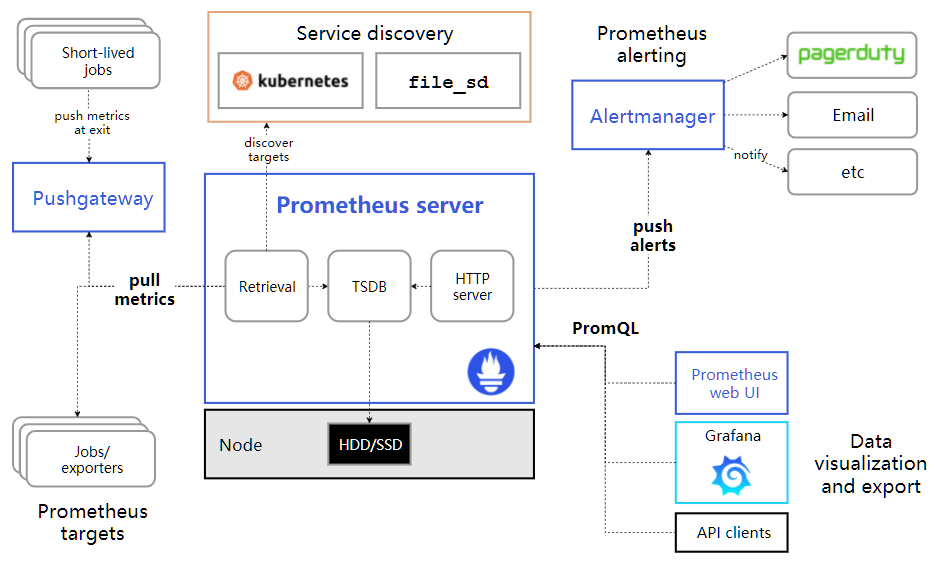 Short-lived
jobs
push metrics
at exit
Pushgateway
pull
metrics
Jobs/
exporters
Prometheus
targets
Service discovery
kubernetes
file_sd
discover
targets
Prometheus server
Retrieval
TSDB
HTTP
server
Node
HDD/SSD
Prometheus
alerting
Alertmanager
pagerduty
Email
etc
notify
push
alerts
PromQL
Prometheus
web UI
Grafana
API clients
Data
visualization
and export